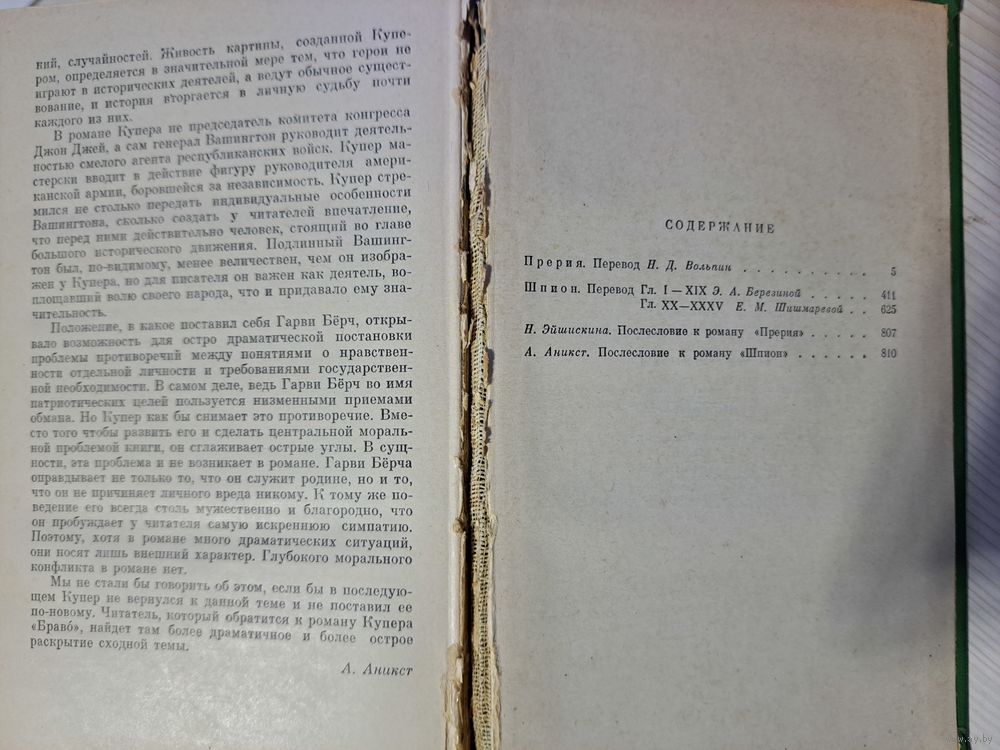 ний, случайностей. Живость картины, созданной Купе-
ром, определяется в значительной мере тем, что герои не
играют в исторических деятелей, а ведут обычное сущест-
вование, и история вторгается в личную судьбу почти
каждого из них.
В романе Купера не председатель комитета конгресса
Джон Джей, а сам генерал Вашингтон руководит деятель-
ностью смелого агента республиканских войск. Купер ма-
стерски вводит в действие фигуру руководителя амери-
канской армии, боровшейся за независимость. Купер стре-
мился не столько передать индивидуальные особенности
Вашингтона, сколько создать у читателей впечатление,
что перед ними действительно человек, стоящий во главе
большого исторического движения. Подлинный Вашинг-
тон был, по-видимому, менее величествен, чем он изобра-
жен у Купера, но для писателя он важен как деятель, во-
площавший волю своего народа, что и придавало ему зна-
чительность.
Положение, в какое поставил себя Гарви Бёрч, откры-
вало возможность для остро драматической постановки
проблемы противоречий между понятиями о нравствен-
ности отдельной личности и требованиями государствен-
ной необходимости. В самом деле, ведь Гарви Бёрч во имя
патриотических целей пользуется низменными приемами
обмана. Но Купер как бы снимает это противоречие. Вме-
сто того чтобы развить его и сделать центральной мораль-
ной проблемой книги, он сглаживает острые углы. В сущ-
ности, эта проблема и не возникает в романе. Гарви Бёрча
оправдывает не только то, что он служит родине, но и то,
что он не причиняет личного вреда никому. К тому же по-
ведение его всегда столь мужественно и благородно, что
он пробуждает у читателя самую искреннюю симпатию.
Поэтому, хотя в романе много драматических ситуаций,
они носят лишь внешний характер. Глубокого морального
конфликта в романе нет.
Мы не стали бы говорить об этом, если бы в последую-
щем Купер не вернулся к данной теме и не поставил ее
по-новому. Читатель, который обратится к роману Купера
«Браво́», найдет там более драматичное и более острое
раскрытие сходной темы.
А. Аникст
СОДЕРЖАНИЕ
Прерия. Перевод Н. Д. Вольпин . . . . . . . . . . 5
Шпион. Перевод Гл. I—XIX Э. А. Березиной . . . . . 411
Гл. XX—XXXV Е. М. Шишмаревой . . 625
Н. Эйшискина. Послесловие к роману «Прерия» . . . . . 807
А. Аникст. Послесловие к роману «Шпион» . . . . . . 810
www.ay.by